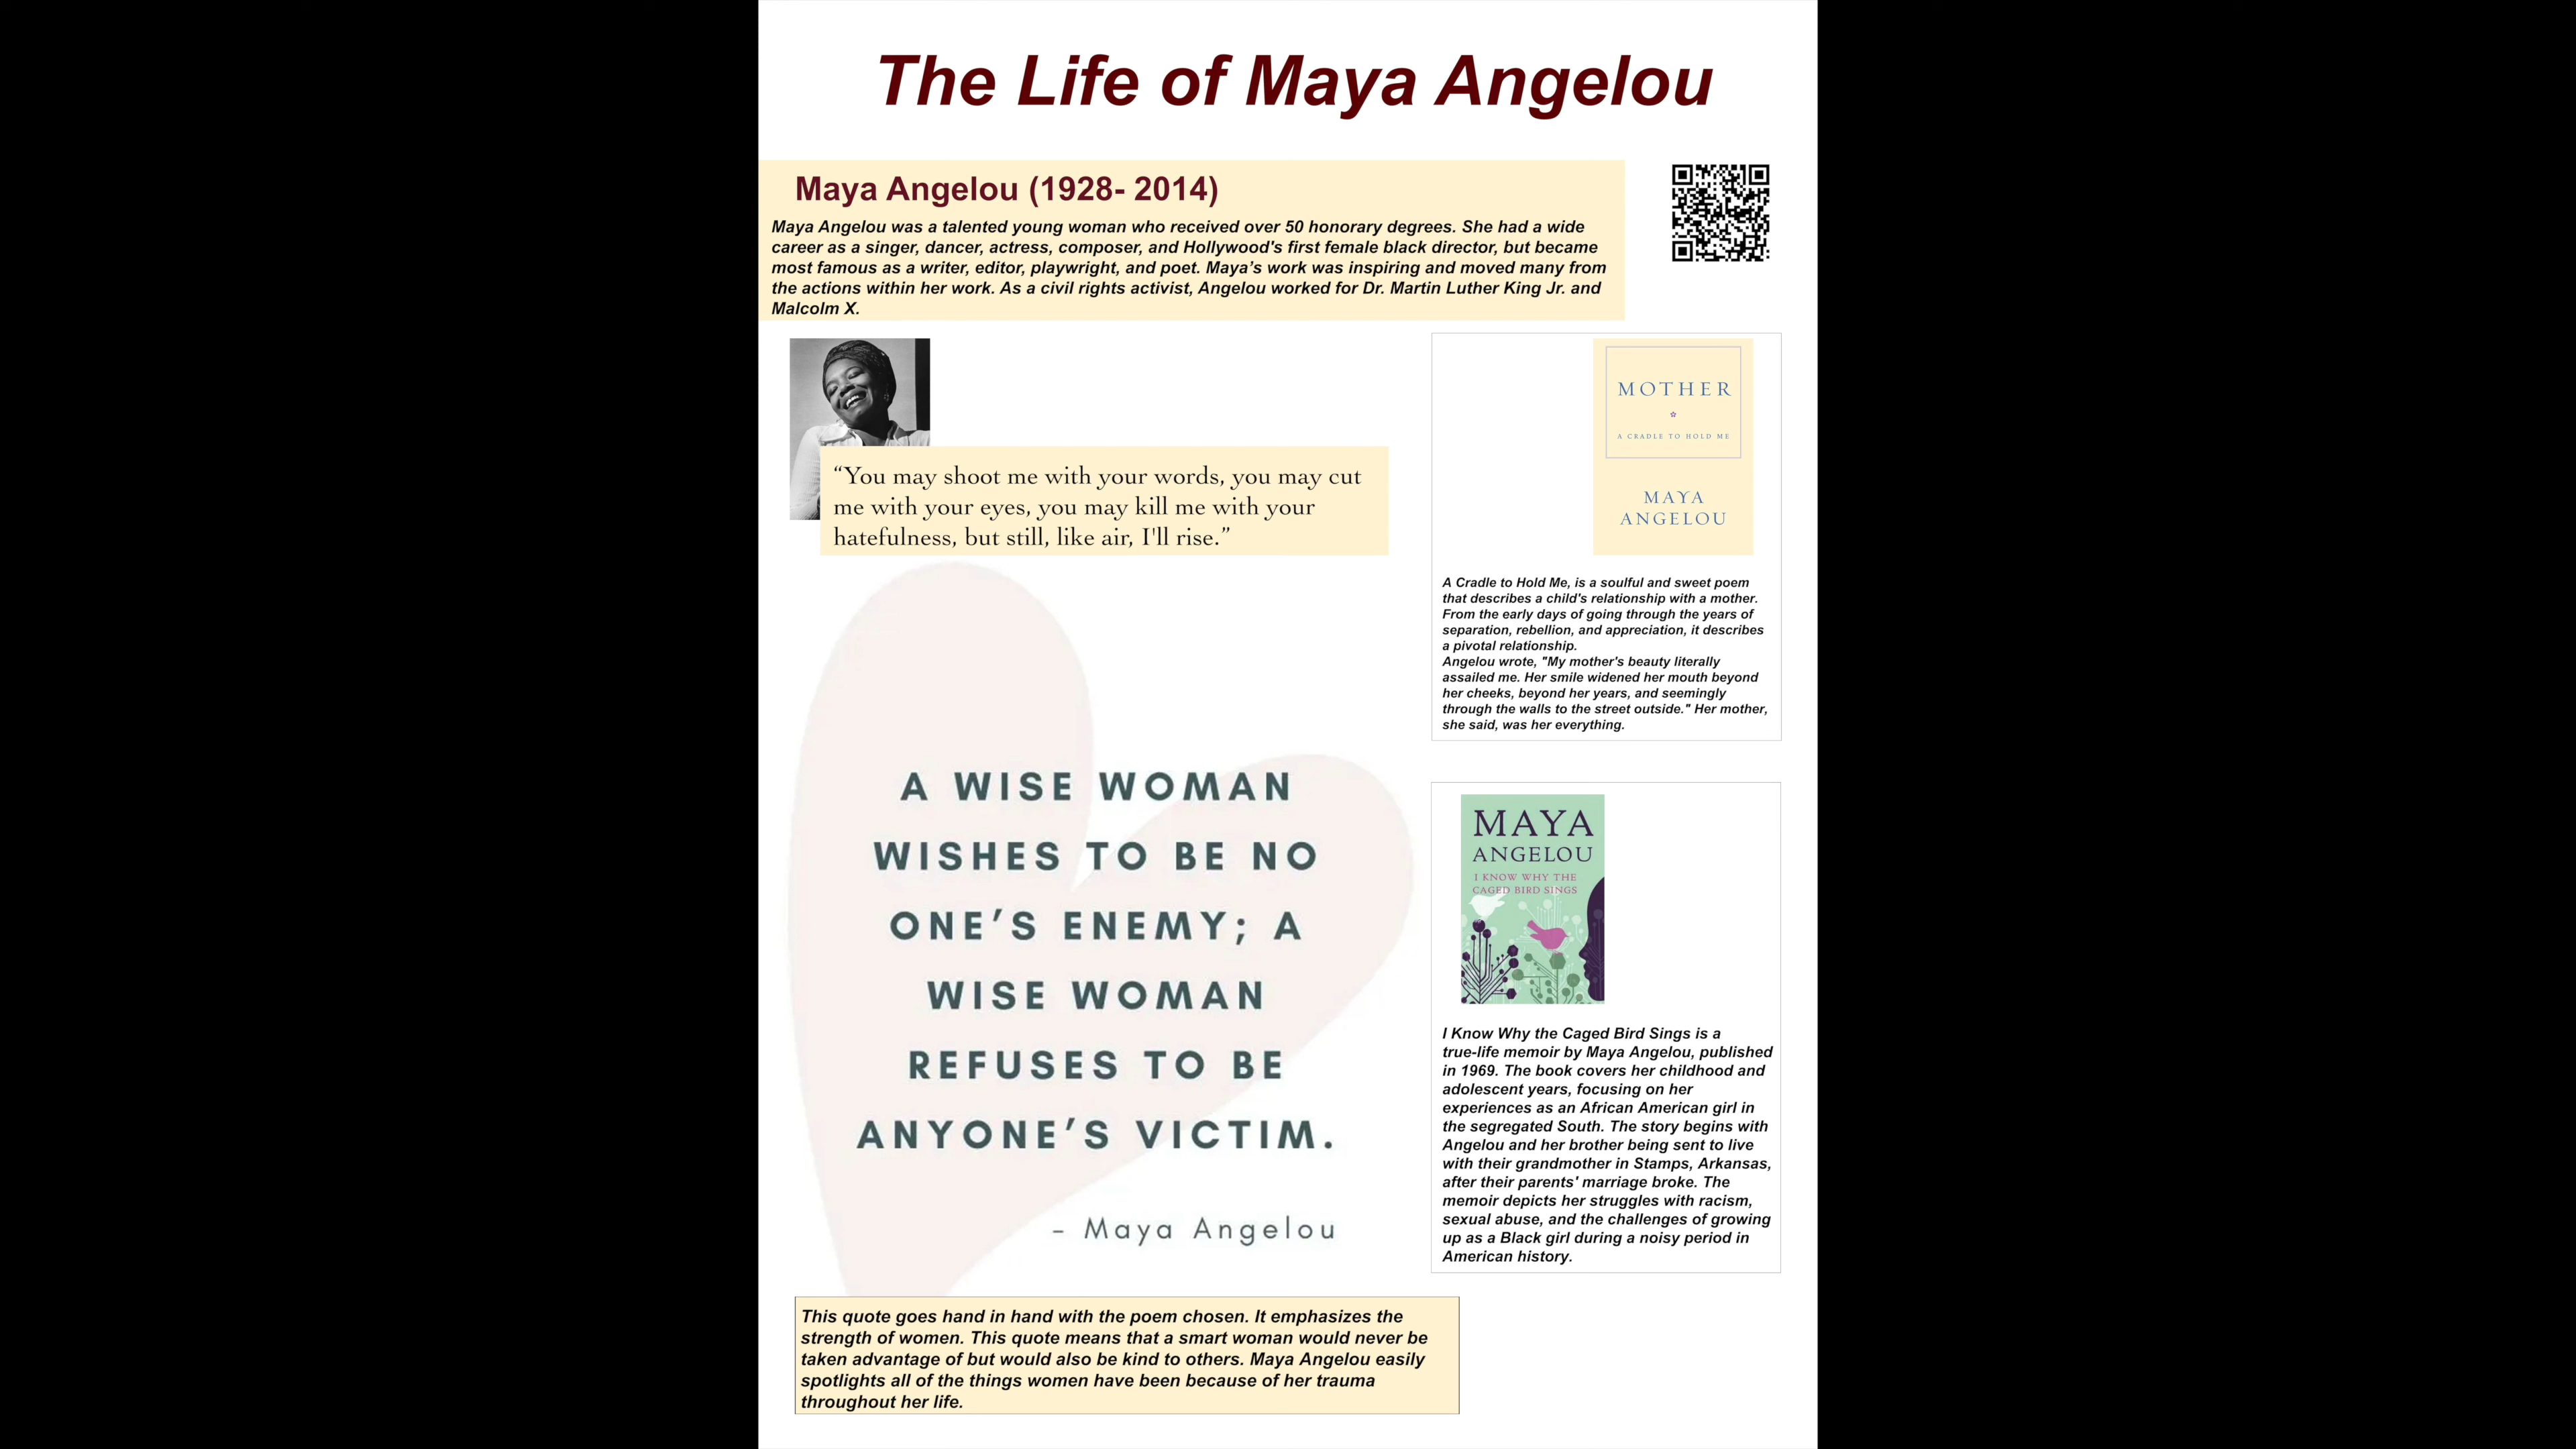 The Life of Maya Angelou
Maya Angelou (1928- 2014)
Maya Angelou was a talented young woman who received over 50 honorary degrees. She had a wide
career as a singer, dancer, actress, composer, and Hollywood's first female black director, but became
most famous as a writer, editor, playwright, and poet. Maya’s work was inspiring and moved many from
the actions within her work. As a civil rights activist, Angelou worked for Dr. Martin Luther King Jr. and
Malcolm X.
“You may shoot me with your words, you may cut
me with your eyes, you may kill me with your
hatefulness, but still, like air, I'll rise.”
A WISE WOMAN
WISHES TO BE NO
ONE’S ENEMY; A
WISE WOMAN
REFUSES TO BE
ANYONE’S VICTIM.
– Maya Angelou
This quote goes hand in hand with the poem chosen. It emphasizes the
strength of women. This quote means that a smart woman would never be
taken advantage of but would also be kind to others. Maya Angelou easily
spotlights all of the things women have been because of her trauma
throughout her life.
MOTHER
A CRADLE TO HOLD ME
MAYA
ANGELOU
A Cradle to Hold Me, is a soulful and sweet poem
that describes a child's relationship with a mother.
From the early days of going through the years of
separation, rebellion, and appreciation, it describes
a pivotal relationship.
Angelou wrote, "My mother's beauty literally
assailed me. Her smile widened her mouth beyond
her cheeks, beyond her years, and seemingly
through the walls to the street outside." Her mother,
she said, was her everything.
MAYA
ANGELOU
I KNOW WHY THE
CAGED BIRD SINGS
I Know Why the Caged Bird Sings is a
true-life memoir by Maya Angelou, published
in 1969. The book covers her childhood and
adolescent years, focusing on her
experiences as an African American girl in
the segregated South. The story begins with
Angelou and her brother being sent to live
with their grandmother in Stamps, Arkansas,
after their parents' marriage broke. The
memoir depicts her struggles with racism,
sexual abuse, and the challenges of growing
up as a Black girl during a noisy period in
American history.